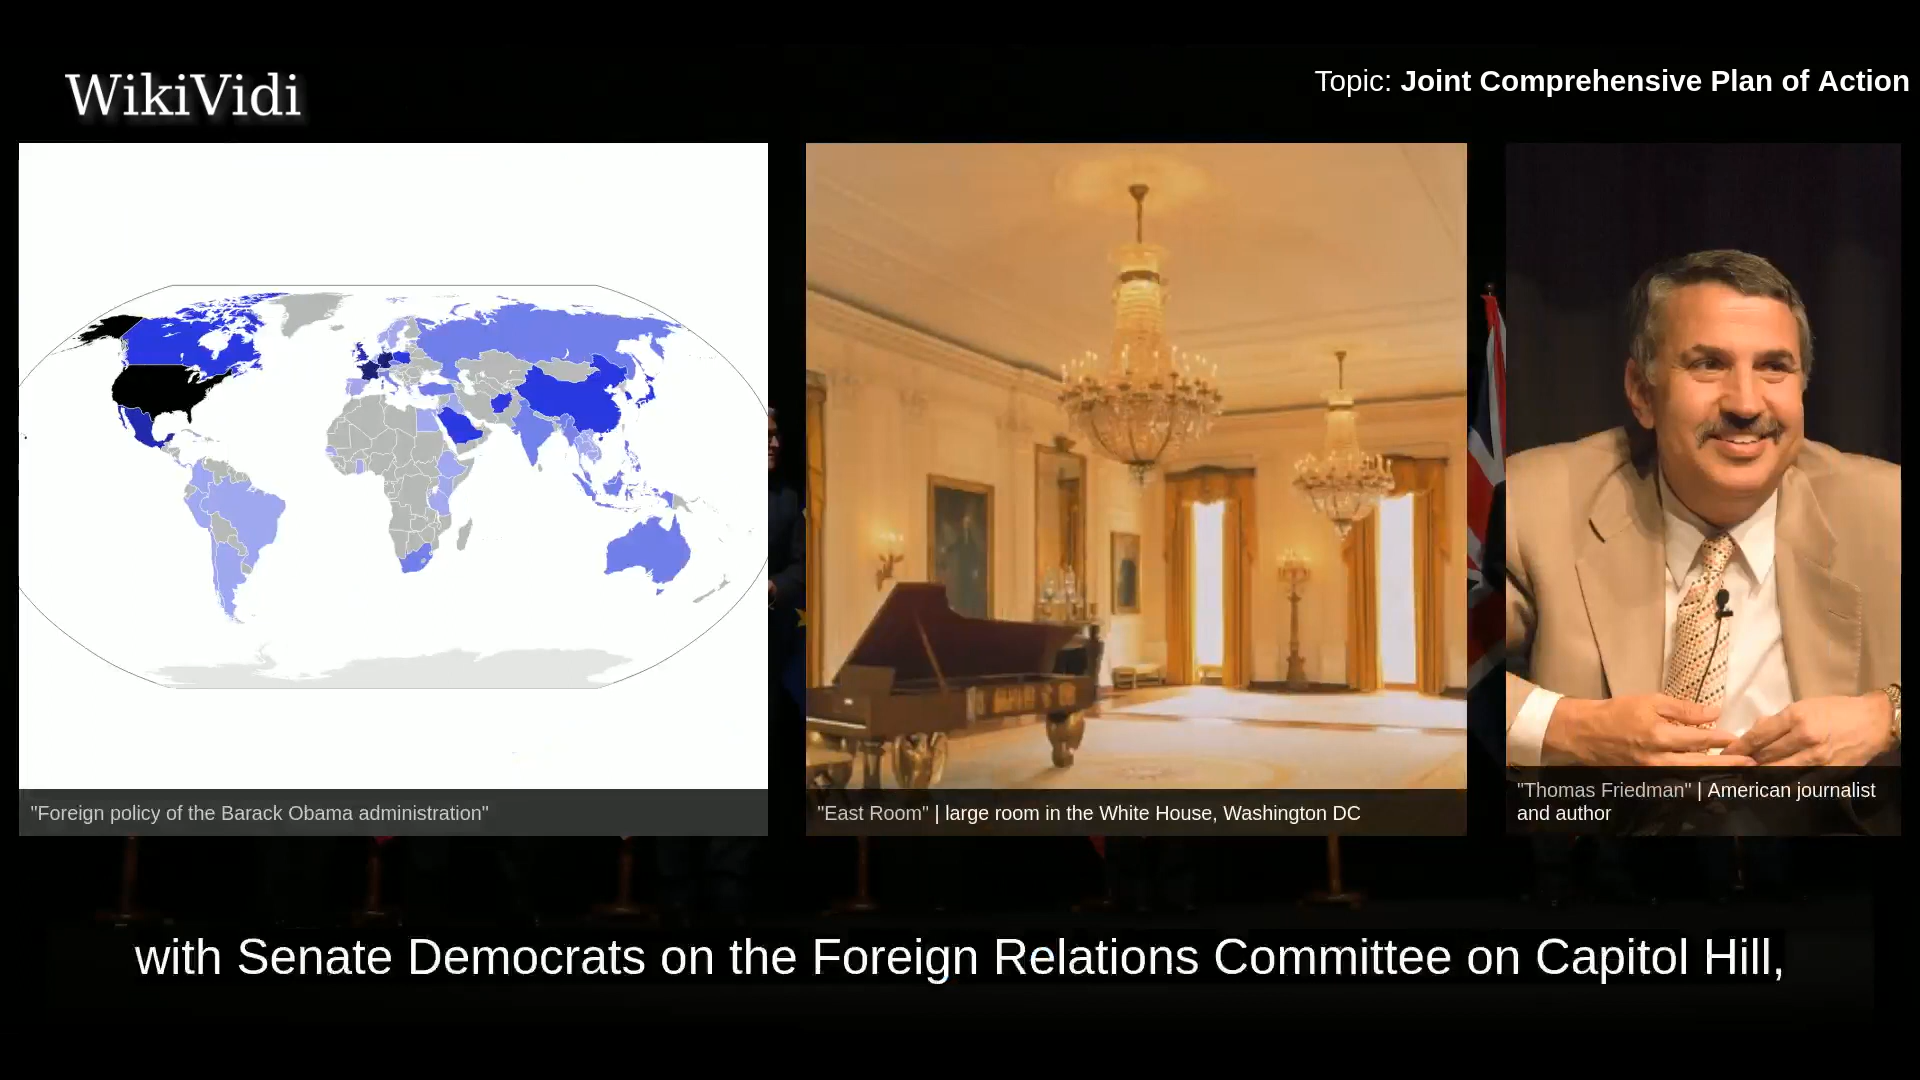 WikiVidi
Topic: Joint Comprehensive Plan of Action
"Foreign policy of the Barack Obama administration"
"East Room" | large room in the White House, Washington DC
"Thomas Friedman" | American journalist
and author
with Senate Democrats on the Foreign Relations Committee on Capitol Hill,